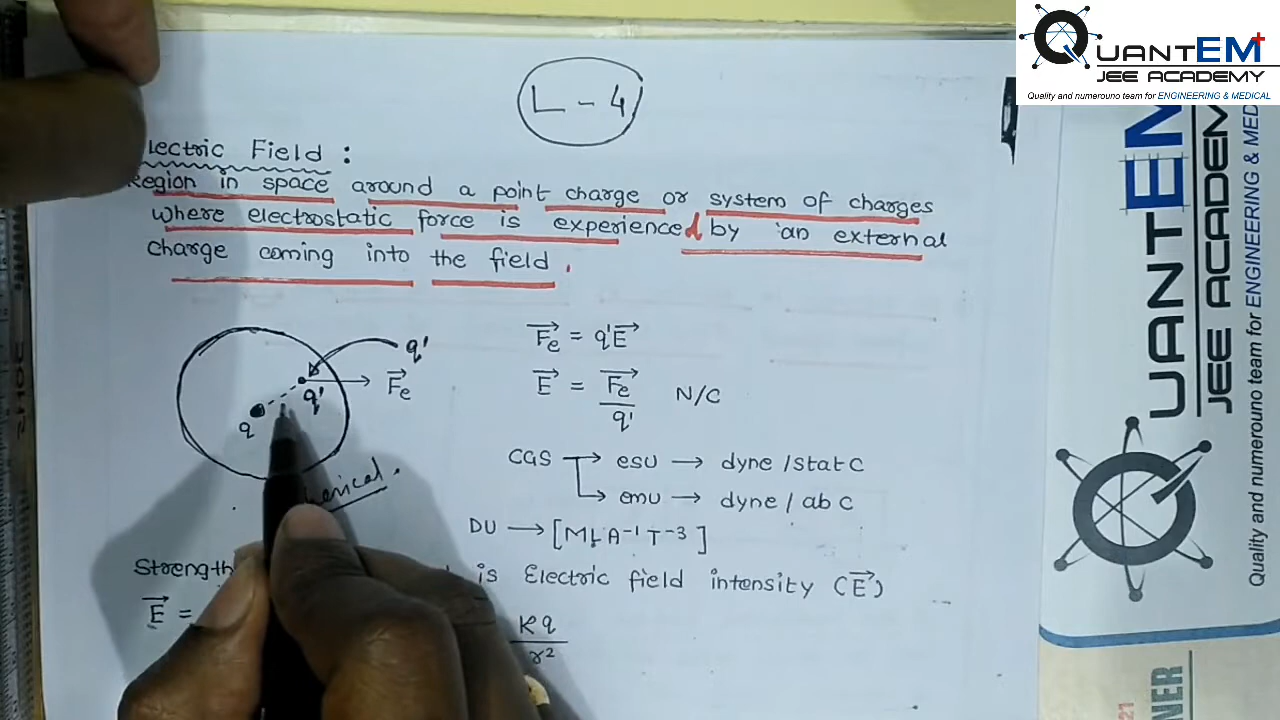 L - 4
QUANTEM+
JEE ACADEMY
Quality and numerouno team for ENGINEERING & MEDICAL
lectric Field :
Region in space around a point charge or system of charges
where electrostatic force is experienced by an external
charge coming into the field .
q'
Fe
q'
q
Fe = q'E
E = Fe / q' N/C
CGS → esu → dyne / stat C
→ emu → dyne / ab C
DU → [MLA⁻¹T⁻³]
Strength is Electric field intensity (E)
E = Kq / r²
QUANTEM
JEE ACADEMY
Quality and numerouno team for ENGINEERING & MED
21
NER